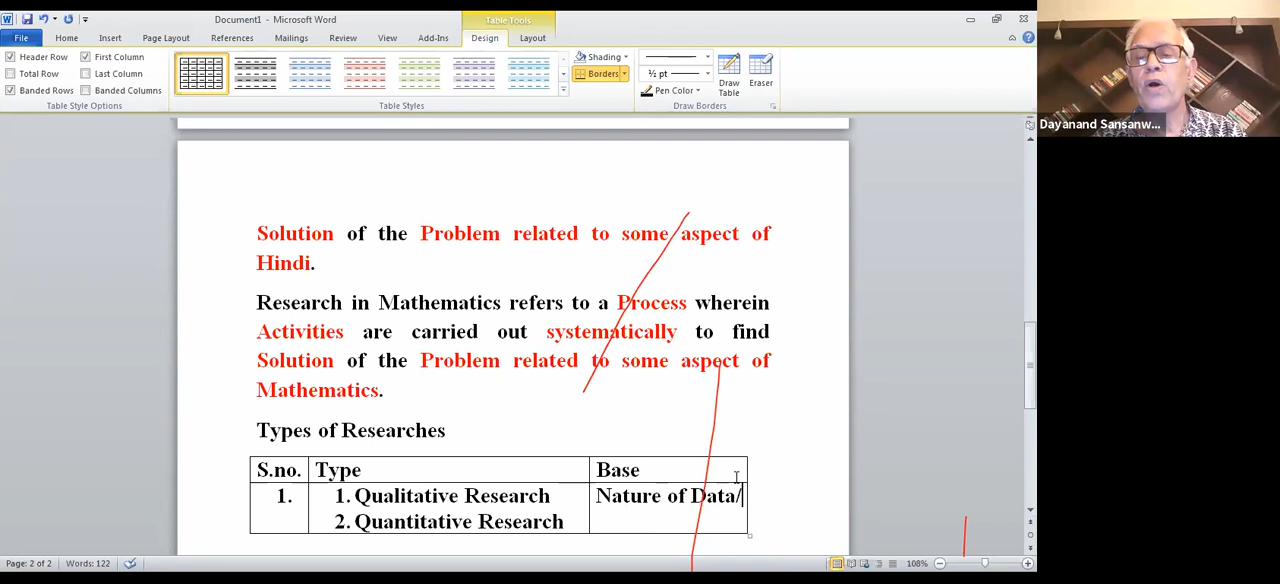 Document1 - Microsoft Word
Table Tools
File Home Insert Page Layout References Mailings Review View Add-Ins Design Layout
Header Row First Column
Total Row Last Column
Banded Rows Banded Columns
Table Style Options
Table Styles
Shading
Borders
½ pt
Pen Color
Draw Table
Eraser
Draw Borders
Dayanand Sansanw...
Solution of the Problem related to some aspect of
Hindi.
Research in Mathematics refers to a Process wherein
Activities are carried out systematically to find
Solution of the Problem related to some aspect of
Mathematics.
Types of Researches
S.no. Type Base
1. 1. Qualitative Research Nature of Data/
2. Quantitative Research
Page: 2 of 2 Words: 122 108%